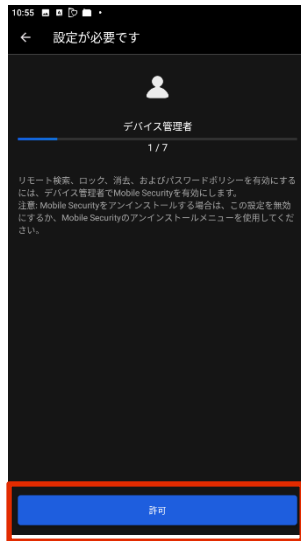 10:55
設定が必要です
デバイス管理者
1 / 7
リモート検索、ロック、消去、およびパスワードポリシーを有効にする
には、デバイス管理者でMobile Securityを有効にします。
注意: Mobile Securityをアンインストールする場合は、この設定を無効
にするか、Mobile Securityのアンインストールメニューを使用してくだ
さい。
許可